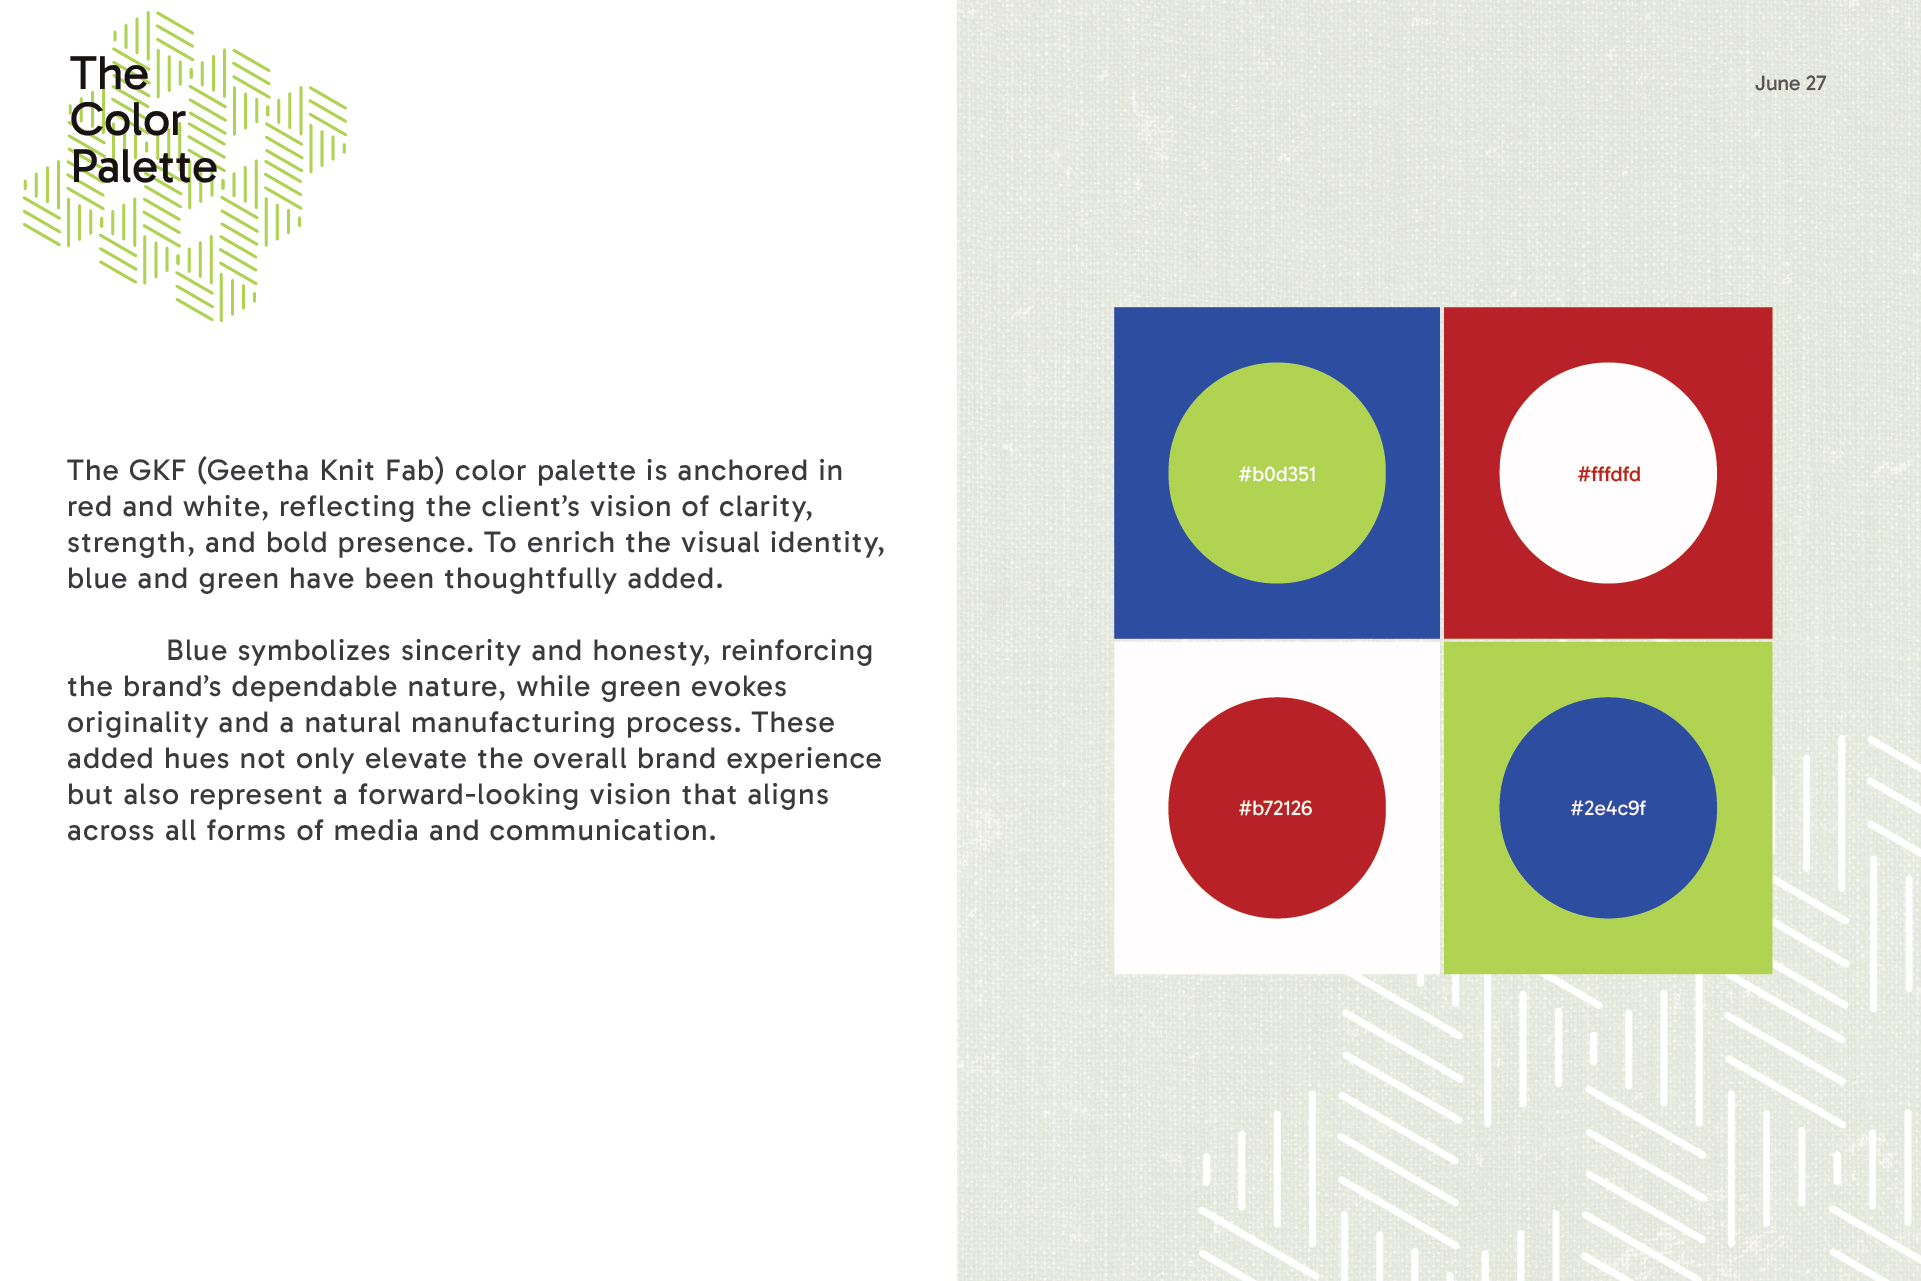 The
Color
Palette
June 27
The GKF (Geetha Knit Fab) color palette is anchored in
red and white, reflecting the client’s vision of clarity,
strength, and bold presence. To enrich the visual identity,
blue and green have been thoughtfully added.
Blue symbolizes sincerity and honesty, reinforcing
the brand’s dependable nature, while green evokes
originality and a natural manufacturing process. These
added hues not only elevate the overall brand experience
but also represent a forward-looking vision that aligns
across all forms of media and communication.
#b0d351
#fffdfd
#b72126
#2e4c9f